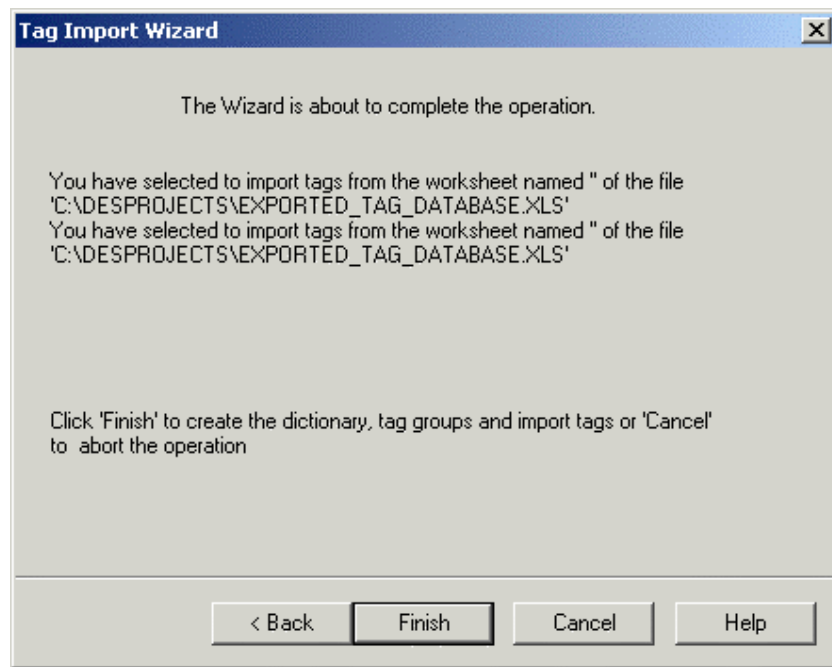 Tag Import Wizard
The Wizard is about to complete the operation.
You have selected to import tags from the worksheet named '' of the file
'C:\DESPROJECTS\EXPORTED_TAG_DATABASE.XLS'
You have selected to import tags from the worksheet named '' of the file
'C:\DESPROJECTS\EXPORTED_TAG_DATABASE.XLS'
Click 'Finish' to create the dictionary, tag groups and import tags or 'Cancel'
to  abort the operation
< Back
Finish
Cancel
Help